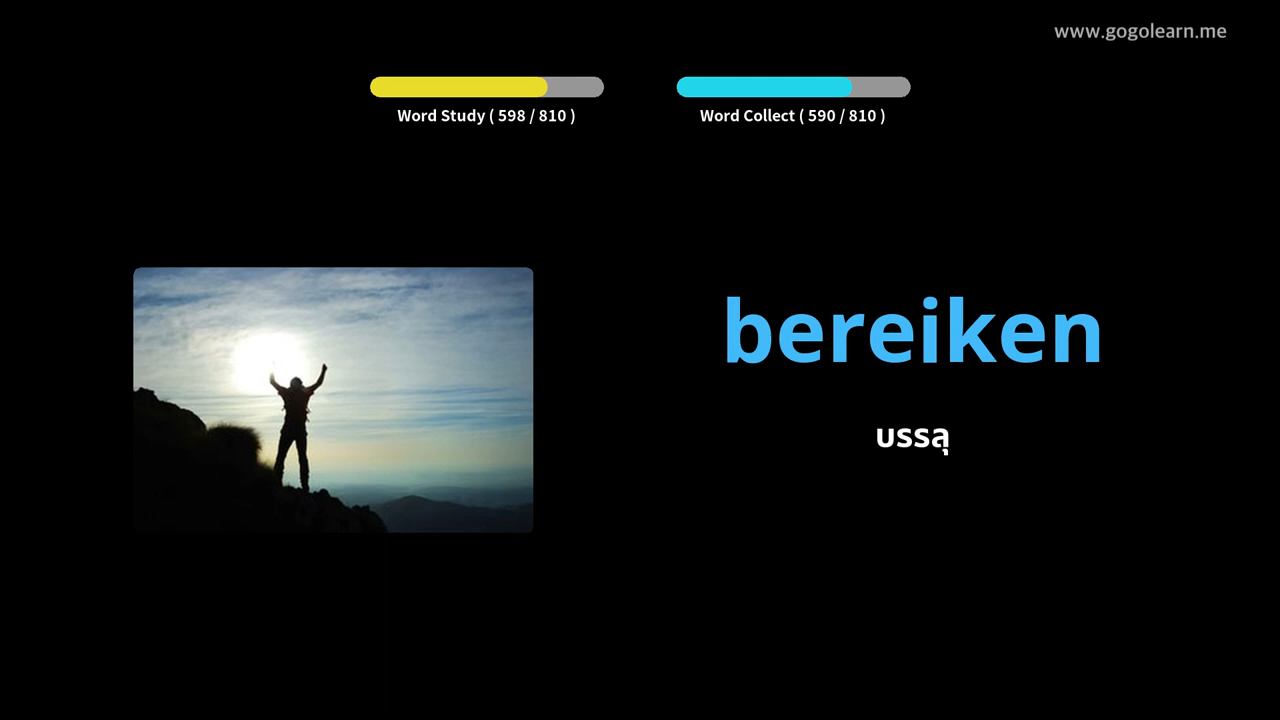 www.gogolearn.me
Word Study ( 598 / 810 )
Word Collect ( 590 / 810 )
bereiken
บรรลุ